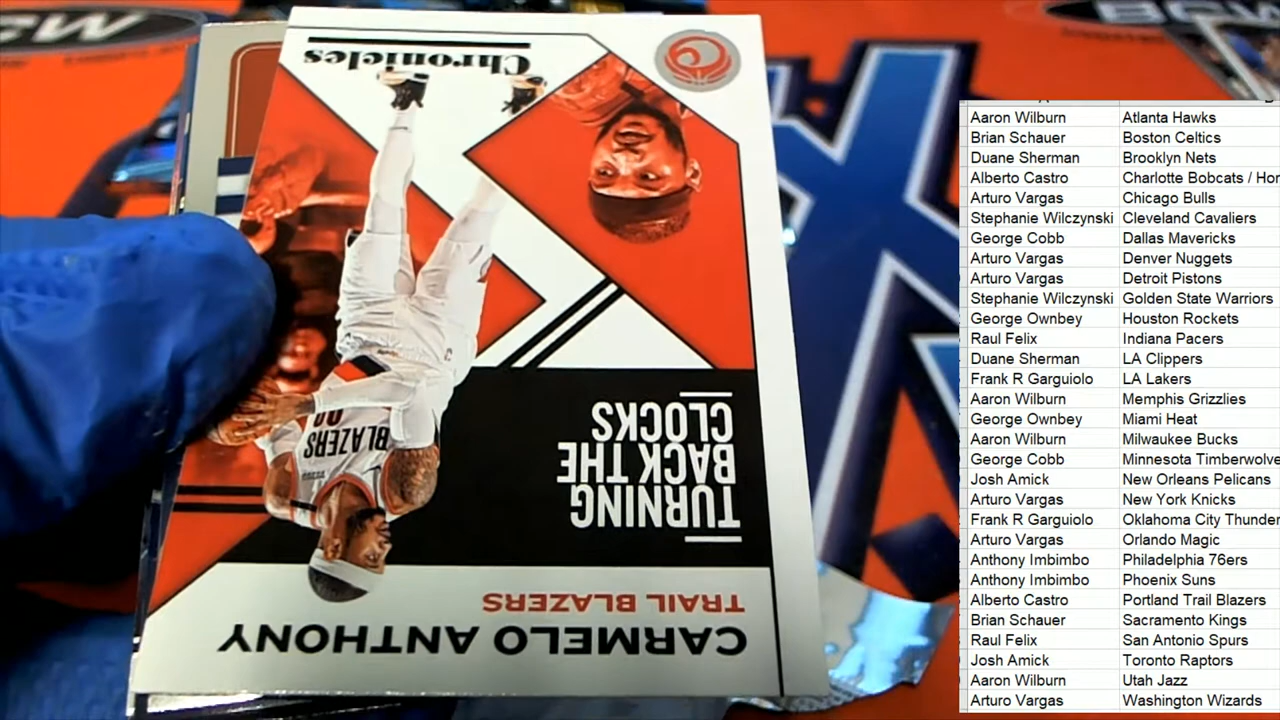 CW
BCW
Chronicles
BLAZERS
TURNING
BACK THE
CLOCKS
TRAIL BLAZERS
CARMELO ANTHONY
Aaron Wilburn Atlanta Hawks
Brian Schauer Boston Celtics
Duane Sherman Brooklyn Nets
Alberto Castro Charlotte Bobcats / Hor
Arturo Vargas Chicago Bulls
Stephanie Wilczynski Cleveland Cavaliers
George Cobb Dallas Mavericks
Arturo Vargas Denver Nuggets
Arturo Vargas Detroit Pistons
Stephanie Wilczynski Golden State Warriors
George Ownbey Houston Rockets
Raul Felix Indiana Pacers
Duane Sherman LA Clippers
Frank R Garguiolo LA Lakers
Aaron Wilburn Memphis Grizzlies
George Ownbey Miami Heat
Aaron Wilburn Milwaukee Bucks
George Cobb Minnesota Timberwolve
Josh Amick New Orleans Pelicans
Arturo Vargas New York Knicks
Frank R Garguiolo Oklahoma City Thunder
Arturo Vargas Orlando Magic
Anthony Imbimbo Philadelphia 76ers
Anthony Imbimbo Phoenix Suns
Alberto Castro Portland Trail Blazers
Brian Schauer Sacramento Kings
Raul Felix San Antonio Spurs
Josh Amick Toronto Raptors
Aaron Wilburn Utah Jazz
Arturo Vargas Washington Wizards